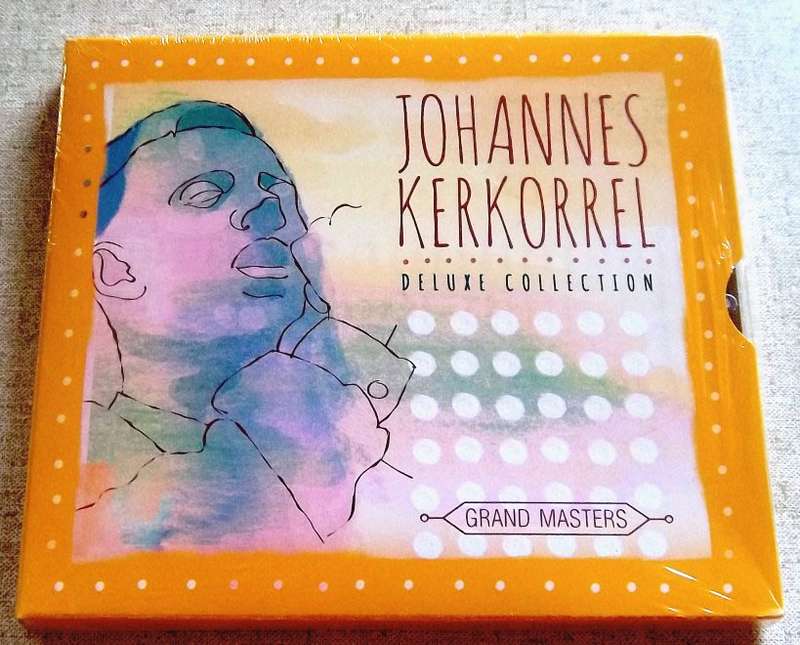 JOHANNES
KERKORREL
DELUXE COLLECTION
GRAND MASTERS